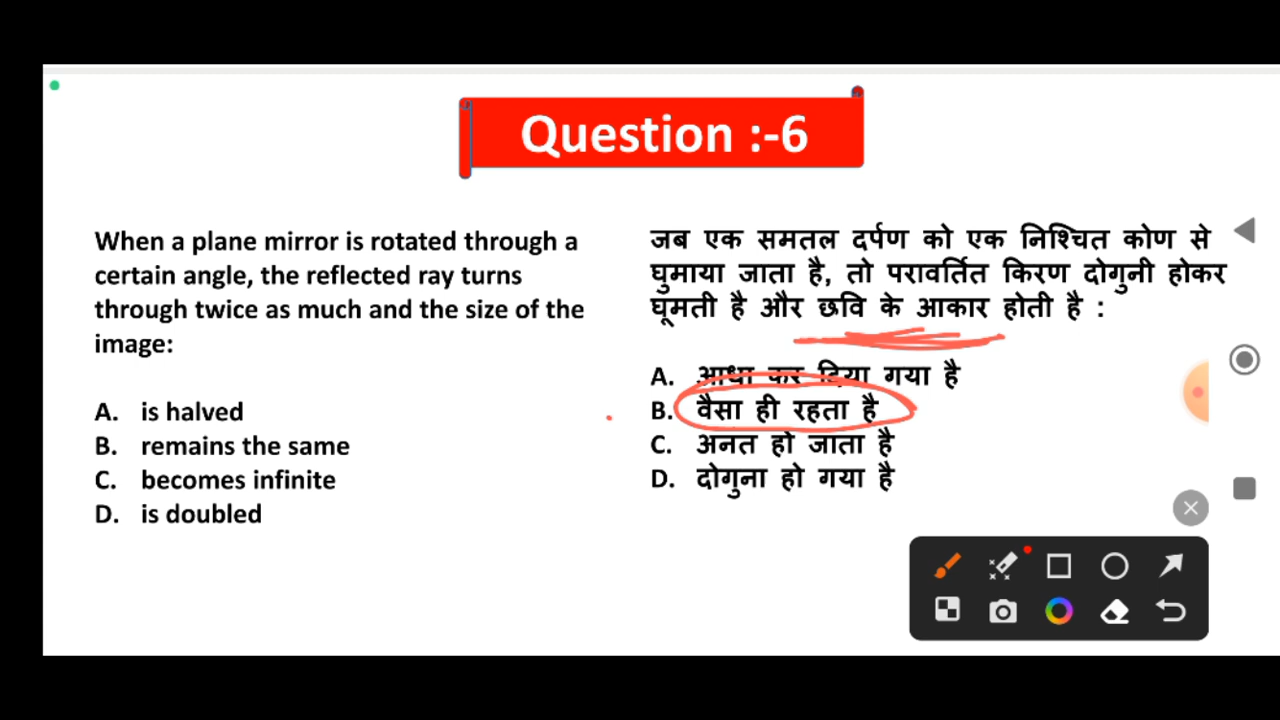 Question :-6
When a plane mirror is rotated through a
certain angle, the reflected ray turns
through twice as much and the size of the
image:
A. is halved
B. remains the same
C. becomes infinite
D. is doubled
जब एक समतल दर्पण को एक निश्चित कोण से
घुमाया जाता है, तो परावर्तित किरण दोगुनी होकर
घूमती है और छवि के आकार होती है :
A. आधा कर दिया गया है
B. वैसा ही रहता है
C. अनत हो जाता है
D. दोगुना हो गया है